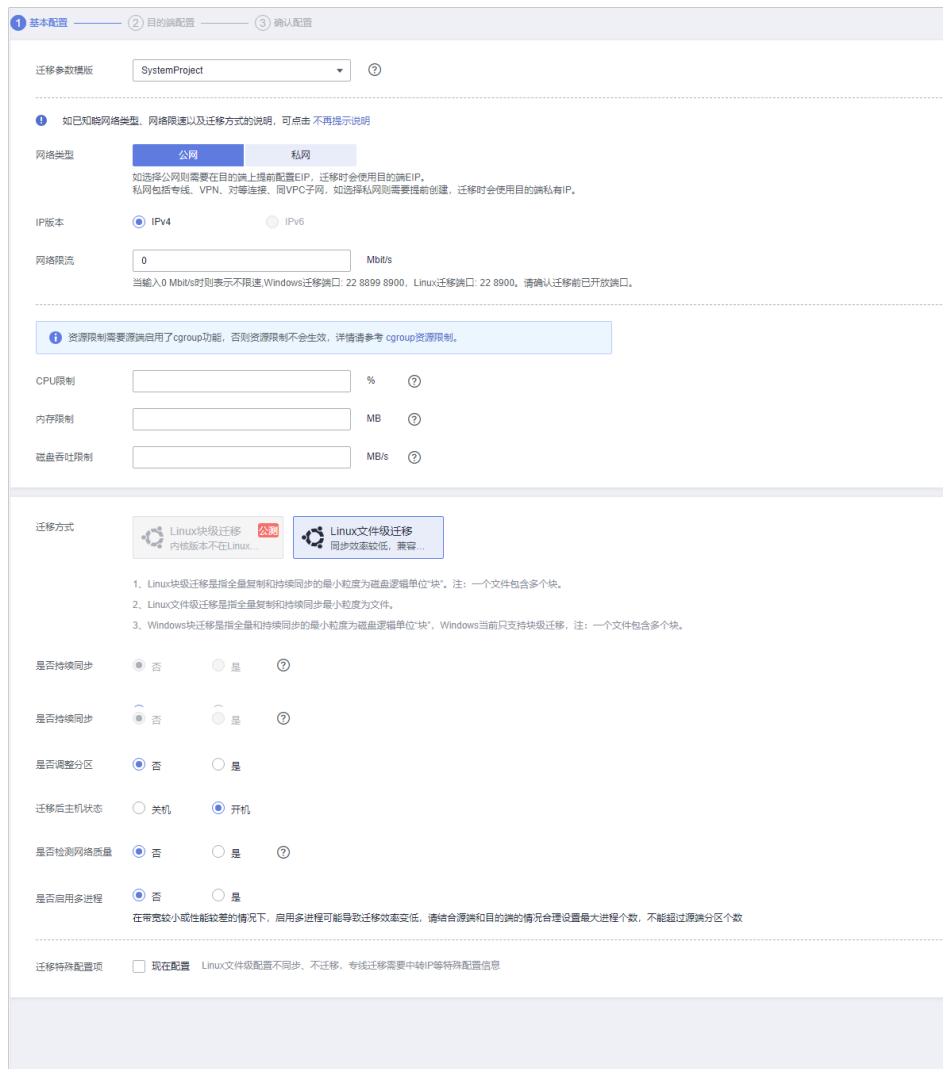 1 基本配置 2 目的端配置 3 确认配置
迁移参数模版 SystemProject ?
! 如已知晓网络类型、网络限速以及迁移方式的说明，可点击 不再提示说明
网络类型 公网 私网
如选择公网则需要在目的端上提前配置EIP，迁移时会使用目的端EIP。
私网包括专线、VPN、对等连接、同VPC子网，如选择私网则需要提前创建，迁移时会使用目的端私有IP。
IP版本 IPv4 IPv6
网络限流 0 Mbit/s
当输入0 Mbit/s时则表示不限速,Windows迁移端口: 22 8899 8900，Linux迁移端口: 22 8900。请确认迁移前已开放端口。
i 资源限制需要源端启用了cgroup功能，否则资源限制不会生效，详情请参考 cgroup资源限制。
CPU限制 % ?
内存限制 MB ?
磁盘吞吐限制 MB/s ?
迁移方式 Linux块级迁移 公测 Linux文件级迁移
内核版本不在Linux... 同步效率较低，兼容...
1、Linux块级迁移是指全量复制和持续同步的最小粒度为磁盘逻辑单位“块”。注：一个文件包含多个块。
2、Linux文件级迁移是指全量复制和持续同步最小粒度为文件。
3、Windows块迁移是指全量和持续同步的最小粒度为磁盘逻辑单位“块”，Windows当前只支持块级迁移，注：一个文件包含多个块。
是否持续同步 否 是 ?
是否持续同步 否 是 ?
是否调整分区 否 是
迁移后主机状态 关机 开机
是否检测网络质量 否 是 ?
是否启用多进程 否 是
在带宽较小或性能较差的情况下，启用多进程可能导致迁移效率变低，请结合源端和目的端的情况合理设置最大进程个数，不能超过源端分区个数
迁移特殊配置项 现在配置 Linux文件级配置不同步、不迁移，专线迁移需要中转IP等特殊配置信息